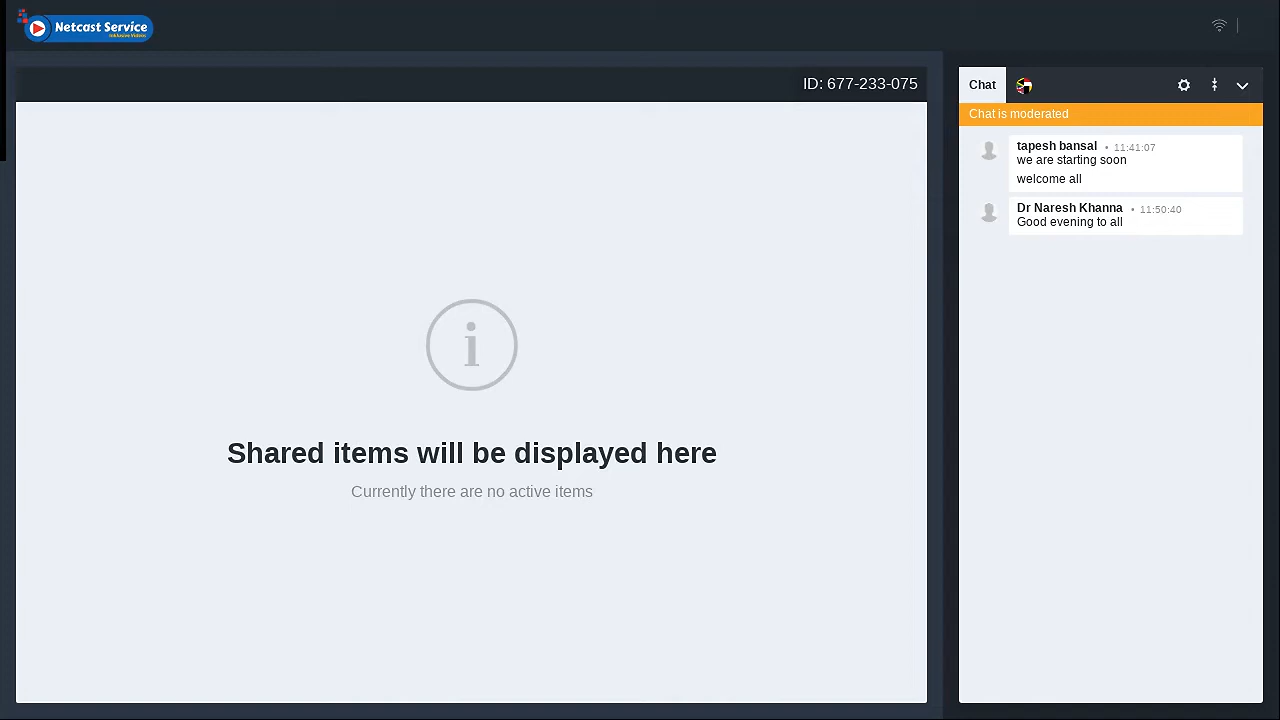 Netcast Service
Inklusive Videos
ID: 677-233-075
Shared items will be displayed here
Currently there are no active items
Chat
Chat is moderated
tapesh bansal • 11:41:07
we are starting soon
welcome all
Dr Naresh Khanna • 11:50:40
Good evening to all